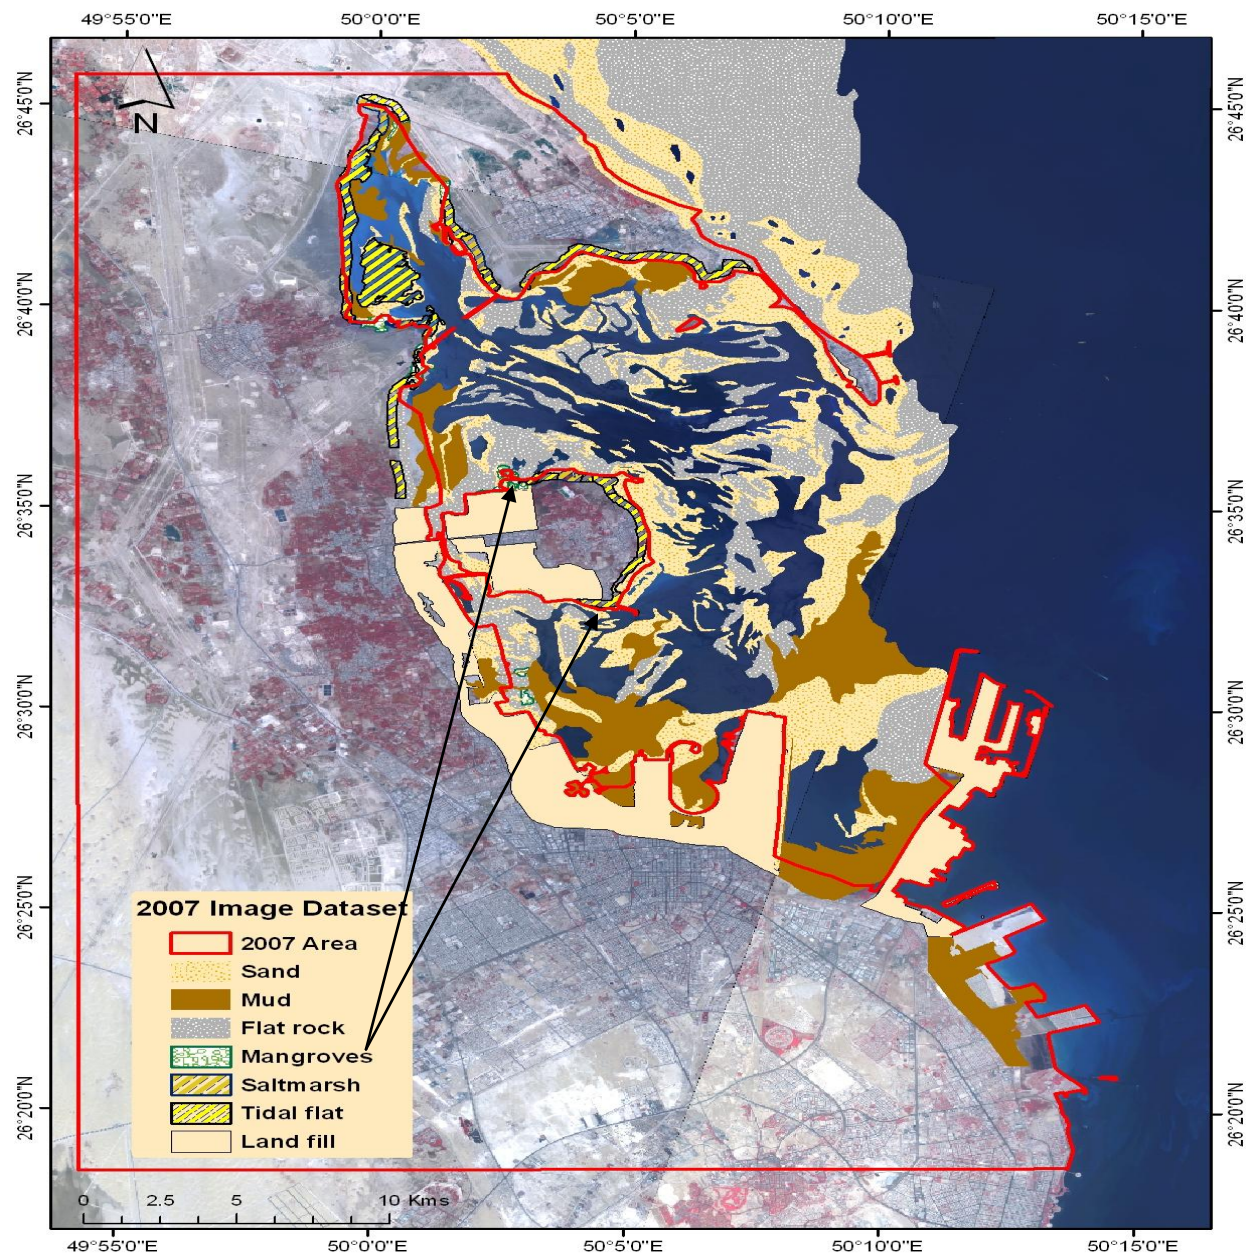 49°55'0"E 50°0'0"E 50°5'0"E 50°10'0"E 50°15'0"E
26°45'0"N 26°45'0"N
N
26°40'0"N 26°40'0"N
26°35'0"N 26°35'0"N
26°30'0"N 26°30'0"N
26°25'0"N 26°25'0"N
2007 Image Dataset
2007 Area
Sand
Mud
Flat rock
Mangroves
Saltmarsh
Tidal flat
Land fill
26°20'0"N 26°20'0"N
0 2.5 5 10 Kms
49°55'0"E 50°0'0"E 50°5'0"E 50°10'0"E 50°15'0"E